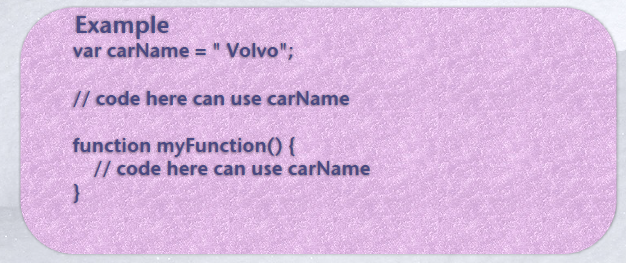 Example
var carName = " Volvo";
// code here can use carName
function myFunction() {
// code here can use carName
}